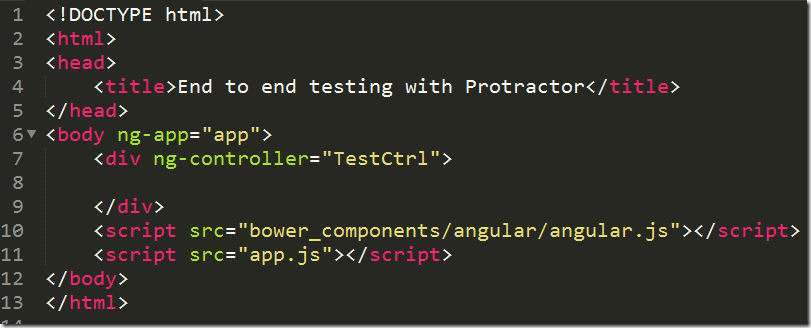 1 <!DOCTYPE html>
2 <html>
3 <head>
4     <title>End to end testing with Protractor</title>
5 </head>
6 <body ng-app="app">
7     <div ng-controller="TestCtrl">
8
9     </div>
10     <script src="bower_components/angular/angular.js"></script>
11     <script src="app.js"></script>
12 </body>
13 </html>
14